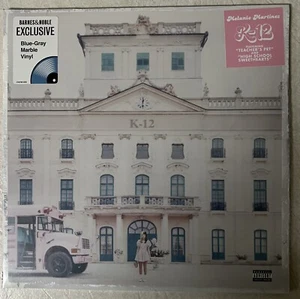 BARNES & NOBLE
EXCLUSIVE
Blue-Gray
Marble
Vinyl
Melanie Martinez
K-12
"TEACHER'S PET"
"HIGH SCHOOL
SWEETHEARTS"
K-12